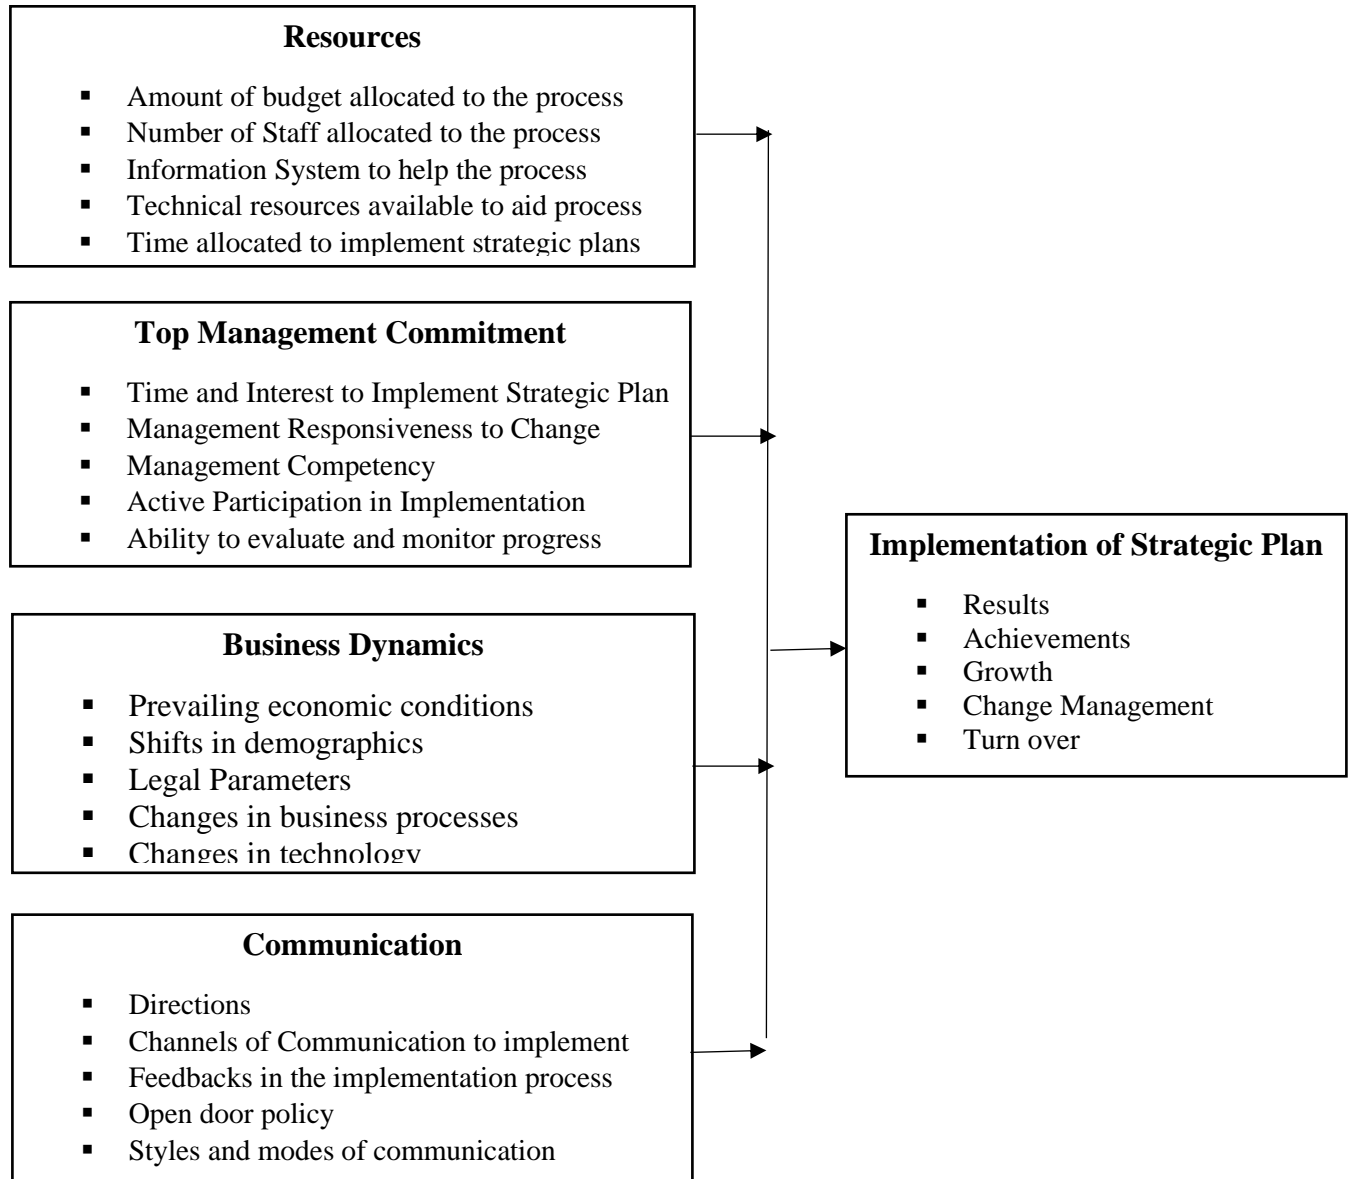 Resources
▪ Amount of budget allocated to the process
▪ Number of Staff allocated to the process
▪ Information System to help the process
▪ Technical resources available to aid process
▪ Time allocated to implement strategic plans
Top Management Commitment
▪ Time and Interest to Implement Strategic Plan
▪ Management Responsiveness to Change
▪ Management Competency
▪ Active Participation in Implementation
▪ Ability to evaluate and monitor progress
Business Dynamics
▪ Prevailing economic conditions
▪ Shifts in demographics
▪ Legal Parameters
▪ Changes in business processes
▪ Changes in technology
Communication
▪ Directions
▪ Channels of Communication to implement
▪ Feedbacks in the implementation process
▪ Open door policy
▪ Styles and modes of communication
Implementation of Strategic Plan
▪ Results
▪ Achievements
▪ Growth
▪ Change Management
▪ Turn over